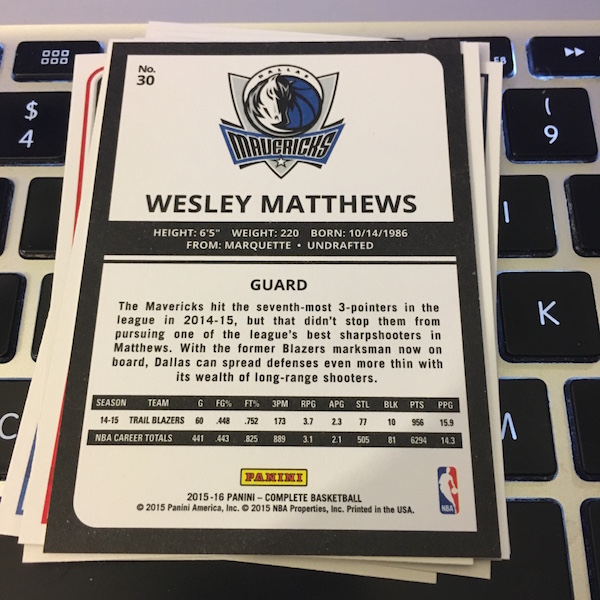 No.
30
DALLAS
MAVERICKS
WESLEY MATTHEWS
HEIGHT: 6'5" WEIGHT: 220 BORN: 10/14/1986
FROM: MARQUETTE • UNDRAFTED
GUARD
The Mavericks hit the seventh-most 3-pointers in the
league in 2014-15, but that didn't stop them from
pursuing one of the league's best sharpshooters in
Matthews. With the former Blazers marksman now on
board, Dallas can spread defenses even more thin with
its wealth of long-range shooters.
SEASON TEAM G FG% FT% 3PM RPG APG STL BLK PTS PPG
14-15 TRAIL BLAZERS 60 .448 .752 173 3.7 2.3 77 10 956 15.9
NBA CAREER TOTALS 441 .443 .825 889 3.1 2.1 505 81 6294 14.3
PANINI
2015-16 PANINI – COMPLETE BASKETBALL
© 2015 Panini America, Inc. © 2015 NBA Properties, Inc. Printed in the USA.
NBA
$
4
(
9
I
K
C